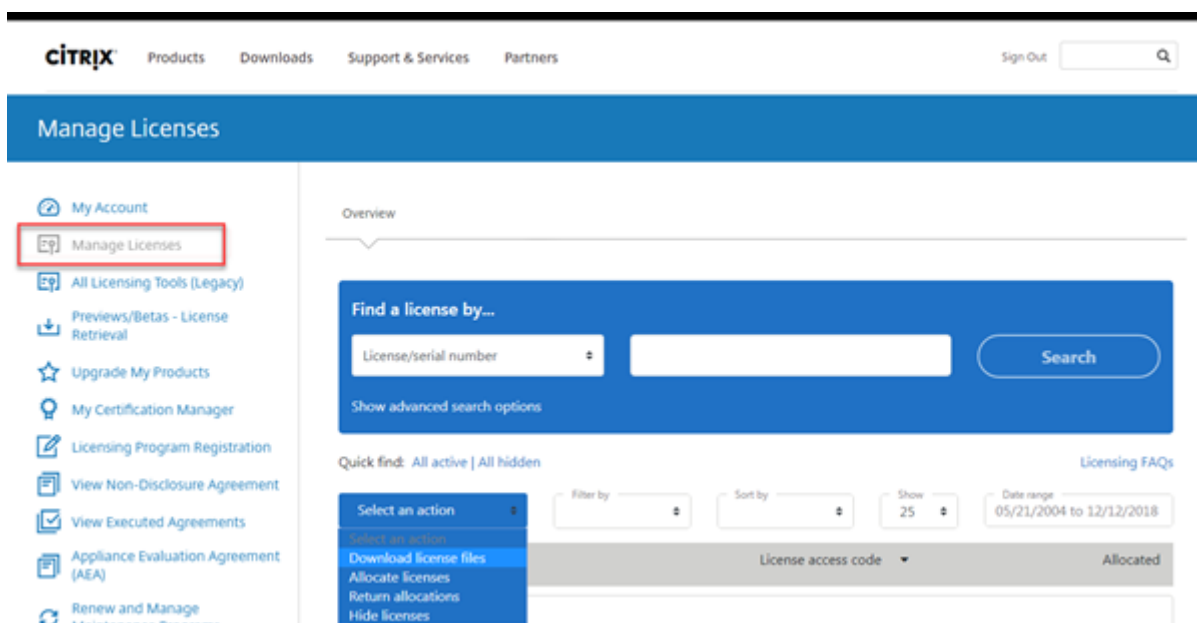 CİTRIX Products Downloads Support & Services Partners Sign Out
Manage Licenses
My Account
Manage Licenses
All Licensing Tools (Legacy)
Previews/Betas - License
Retrieval
Upgrade My Products
My Certification Manager
Licensing Program Registration
View Non-Disclosure Agreement
View Executed Agreements
Appliance Evaluation Agreement
(AEA)
Renew and Manage
Overview
Find a license by...
License/serial number Search
Show advanced search options
Quick find: All active | All hidden Licensing FAQs
Filter by Sort by Show Date range
Select an action 25 05/21/2004 to 12/12/2018
Select an action
Download license files
License access code Allocated
Allocate licenses
Return allocations
Hide licenses